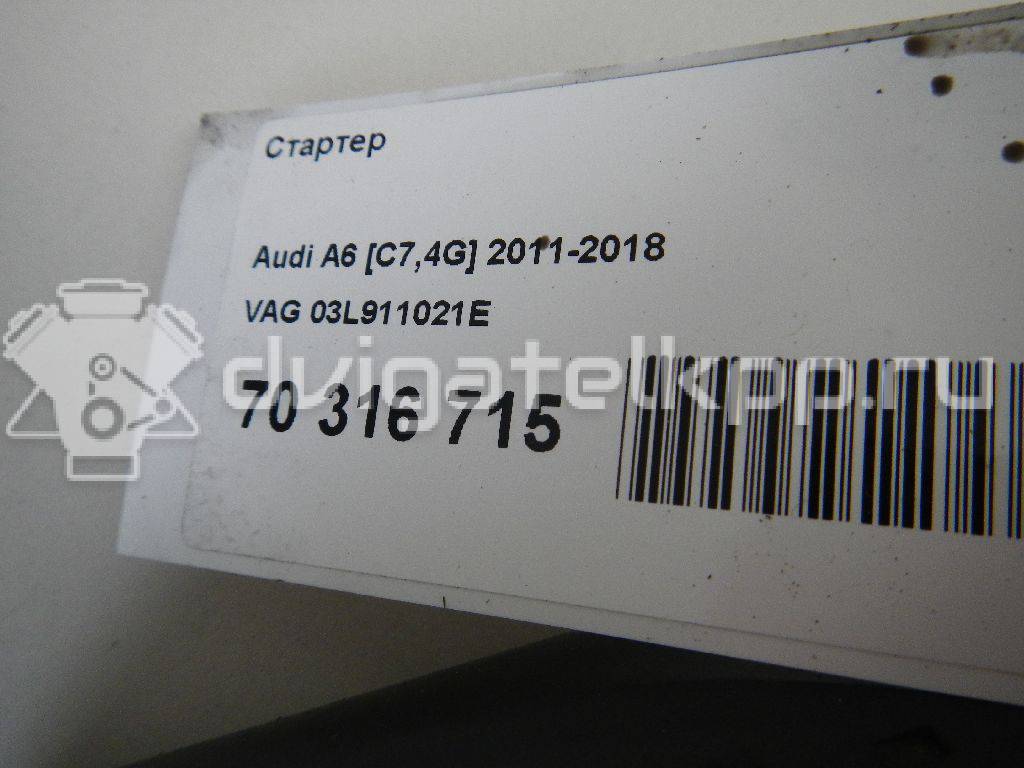 Стартер
Audi A6 [C7,4G] 2011-2018
VAG 03L911021E
dvigatelkpp.ru
70 316 715